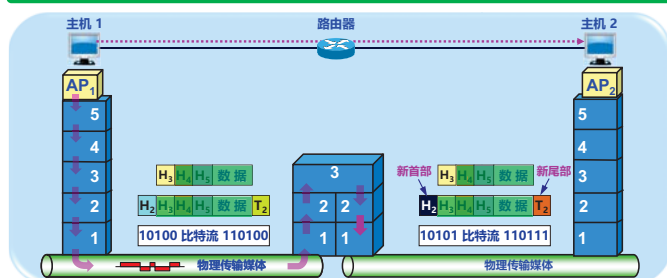 主机 1
路由器
主机 2
AP1
AP2
5
4
3
2
1
H3 H4 H5 数据
H2 H3 H4 H5 数据 T2
10100 比特流 110100
3
2 2
1 1
新首部
新尾部
H3 H4 H5 数据
H2 H3 H4 H5 数据 T2
10101 比特流 110111
5
4
3
2
1
物理传输媒体
物理传输媒体